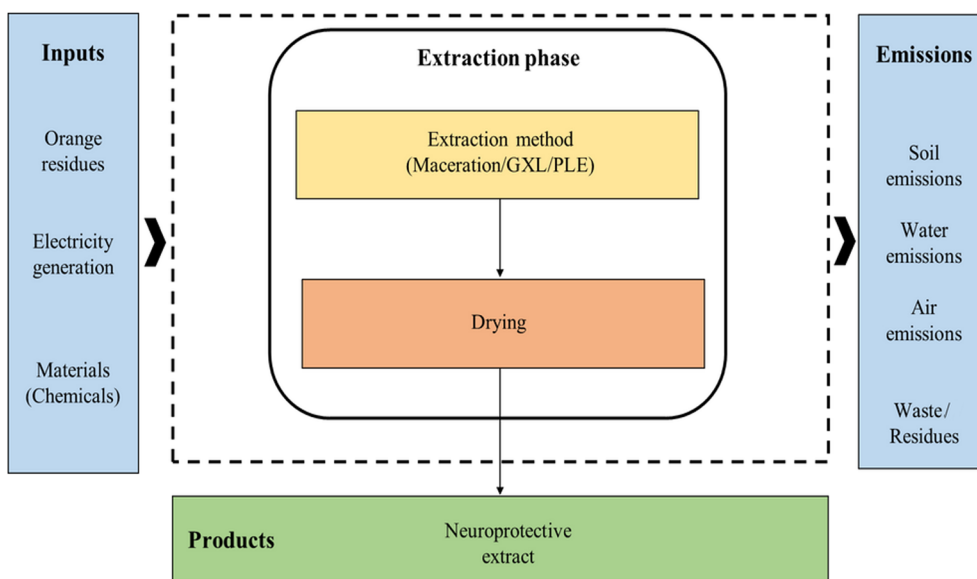 Inputs
Orange
residues
Electricity
generation
Materials
(Chemicals)
Extraction phase
Extraction method
(Maceration/GXL/PLE)
Drying
Products
Neuroprotective
extract
Emissions
Soil
emissions
Water
emissions
Air
emissions
Waste/
Residues